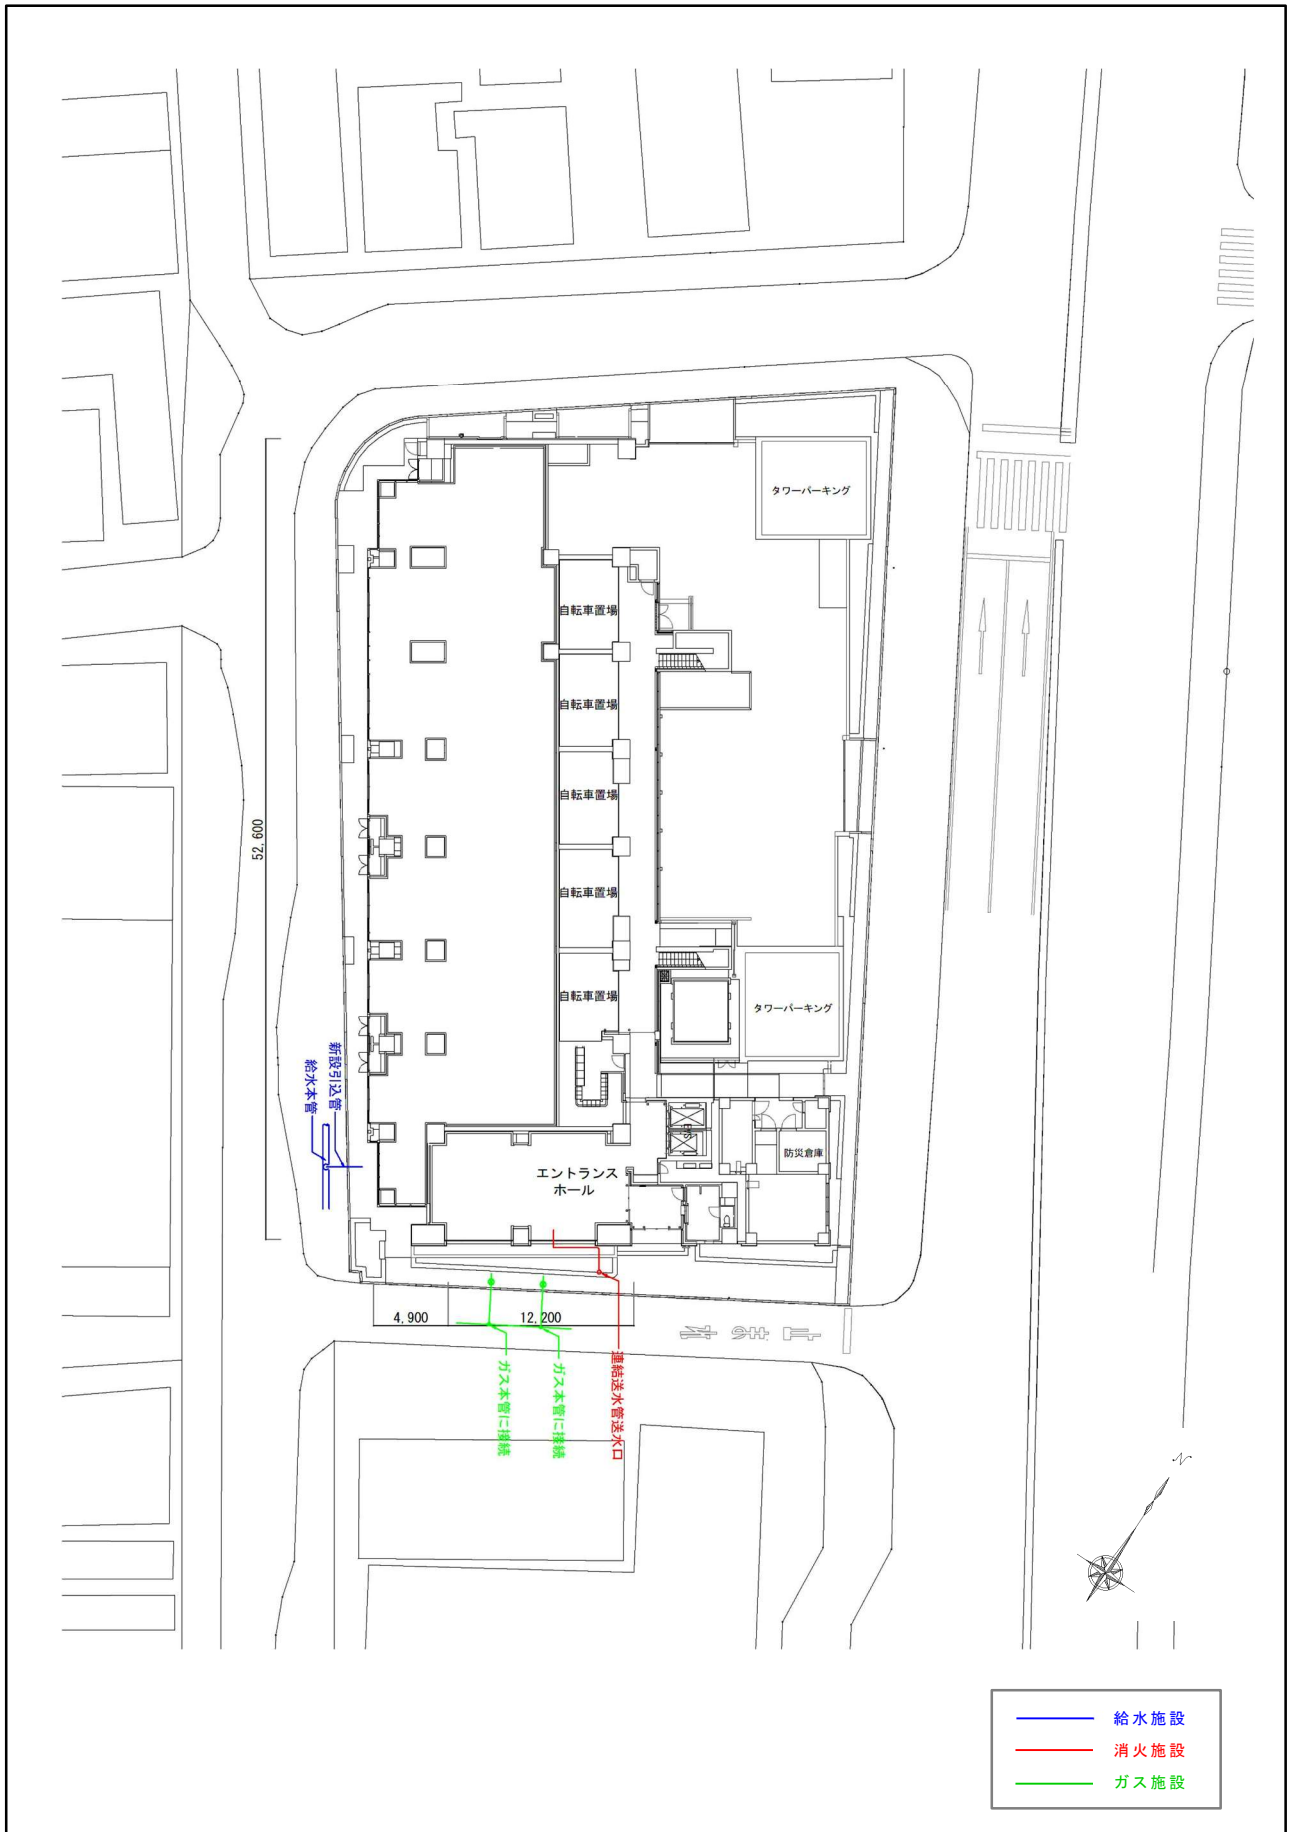 タワーパーキング
自転車置場
自転車置場
52,600
自転車置場
自転車置場
自転車置場
タワーパーキング
新設引込管
給水本管
防災倉庫
エントランス
ホール
4,900
12,200
止まれ
連結送水管送水口
ガス本管に接続
ガス本管に接続
N
給水施設
消火施設
ガス施設